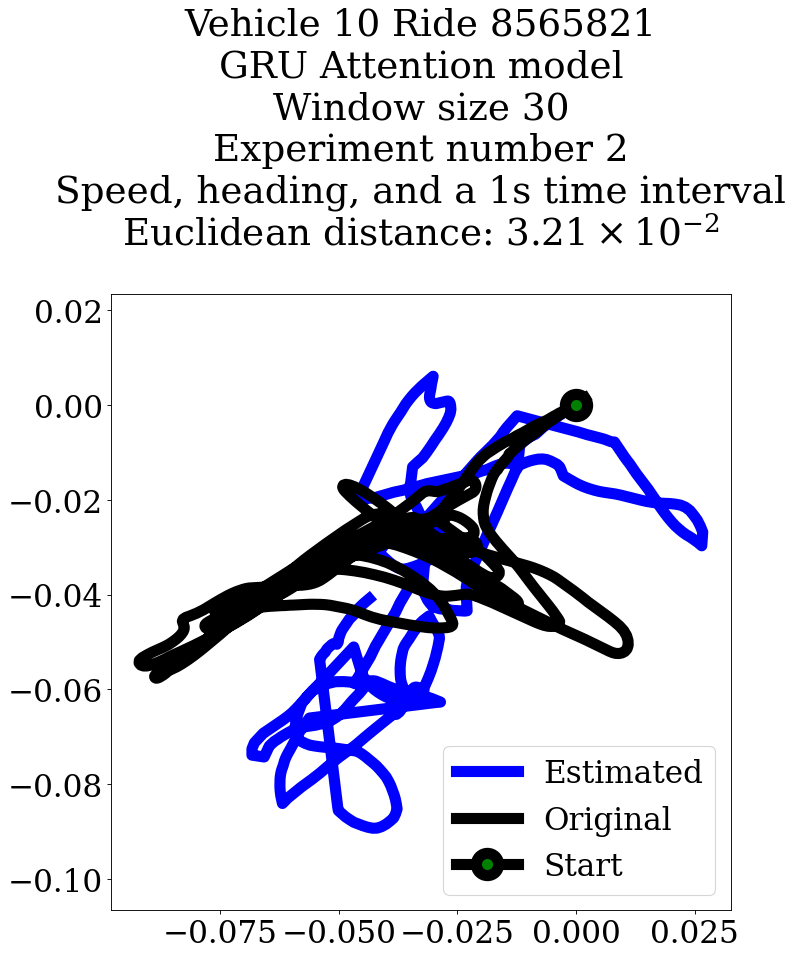 Vehicle 10 Ride 8565821
GRU Attention model
Window size 30
Experiment number 2
Speed, heading, and a 1s time interval
Euclidean distance: 3.21 × 10⁻²
0.02
0.00
−0.02
−0.04
−0.06
−0.08
−0.10
Estimated
Original
Start
−0.075 −0.050 −0.025 0.000 0.025